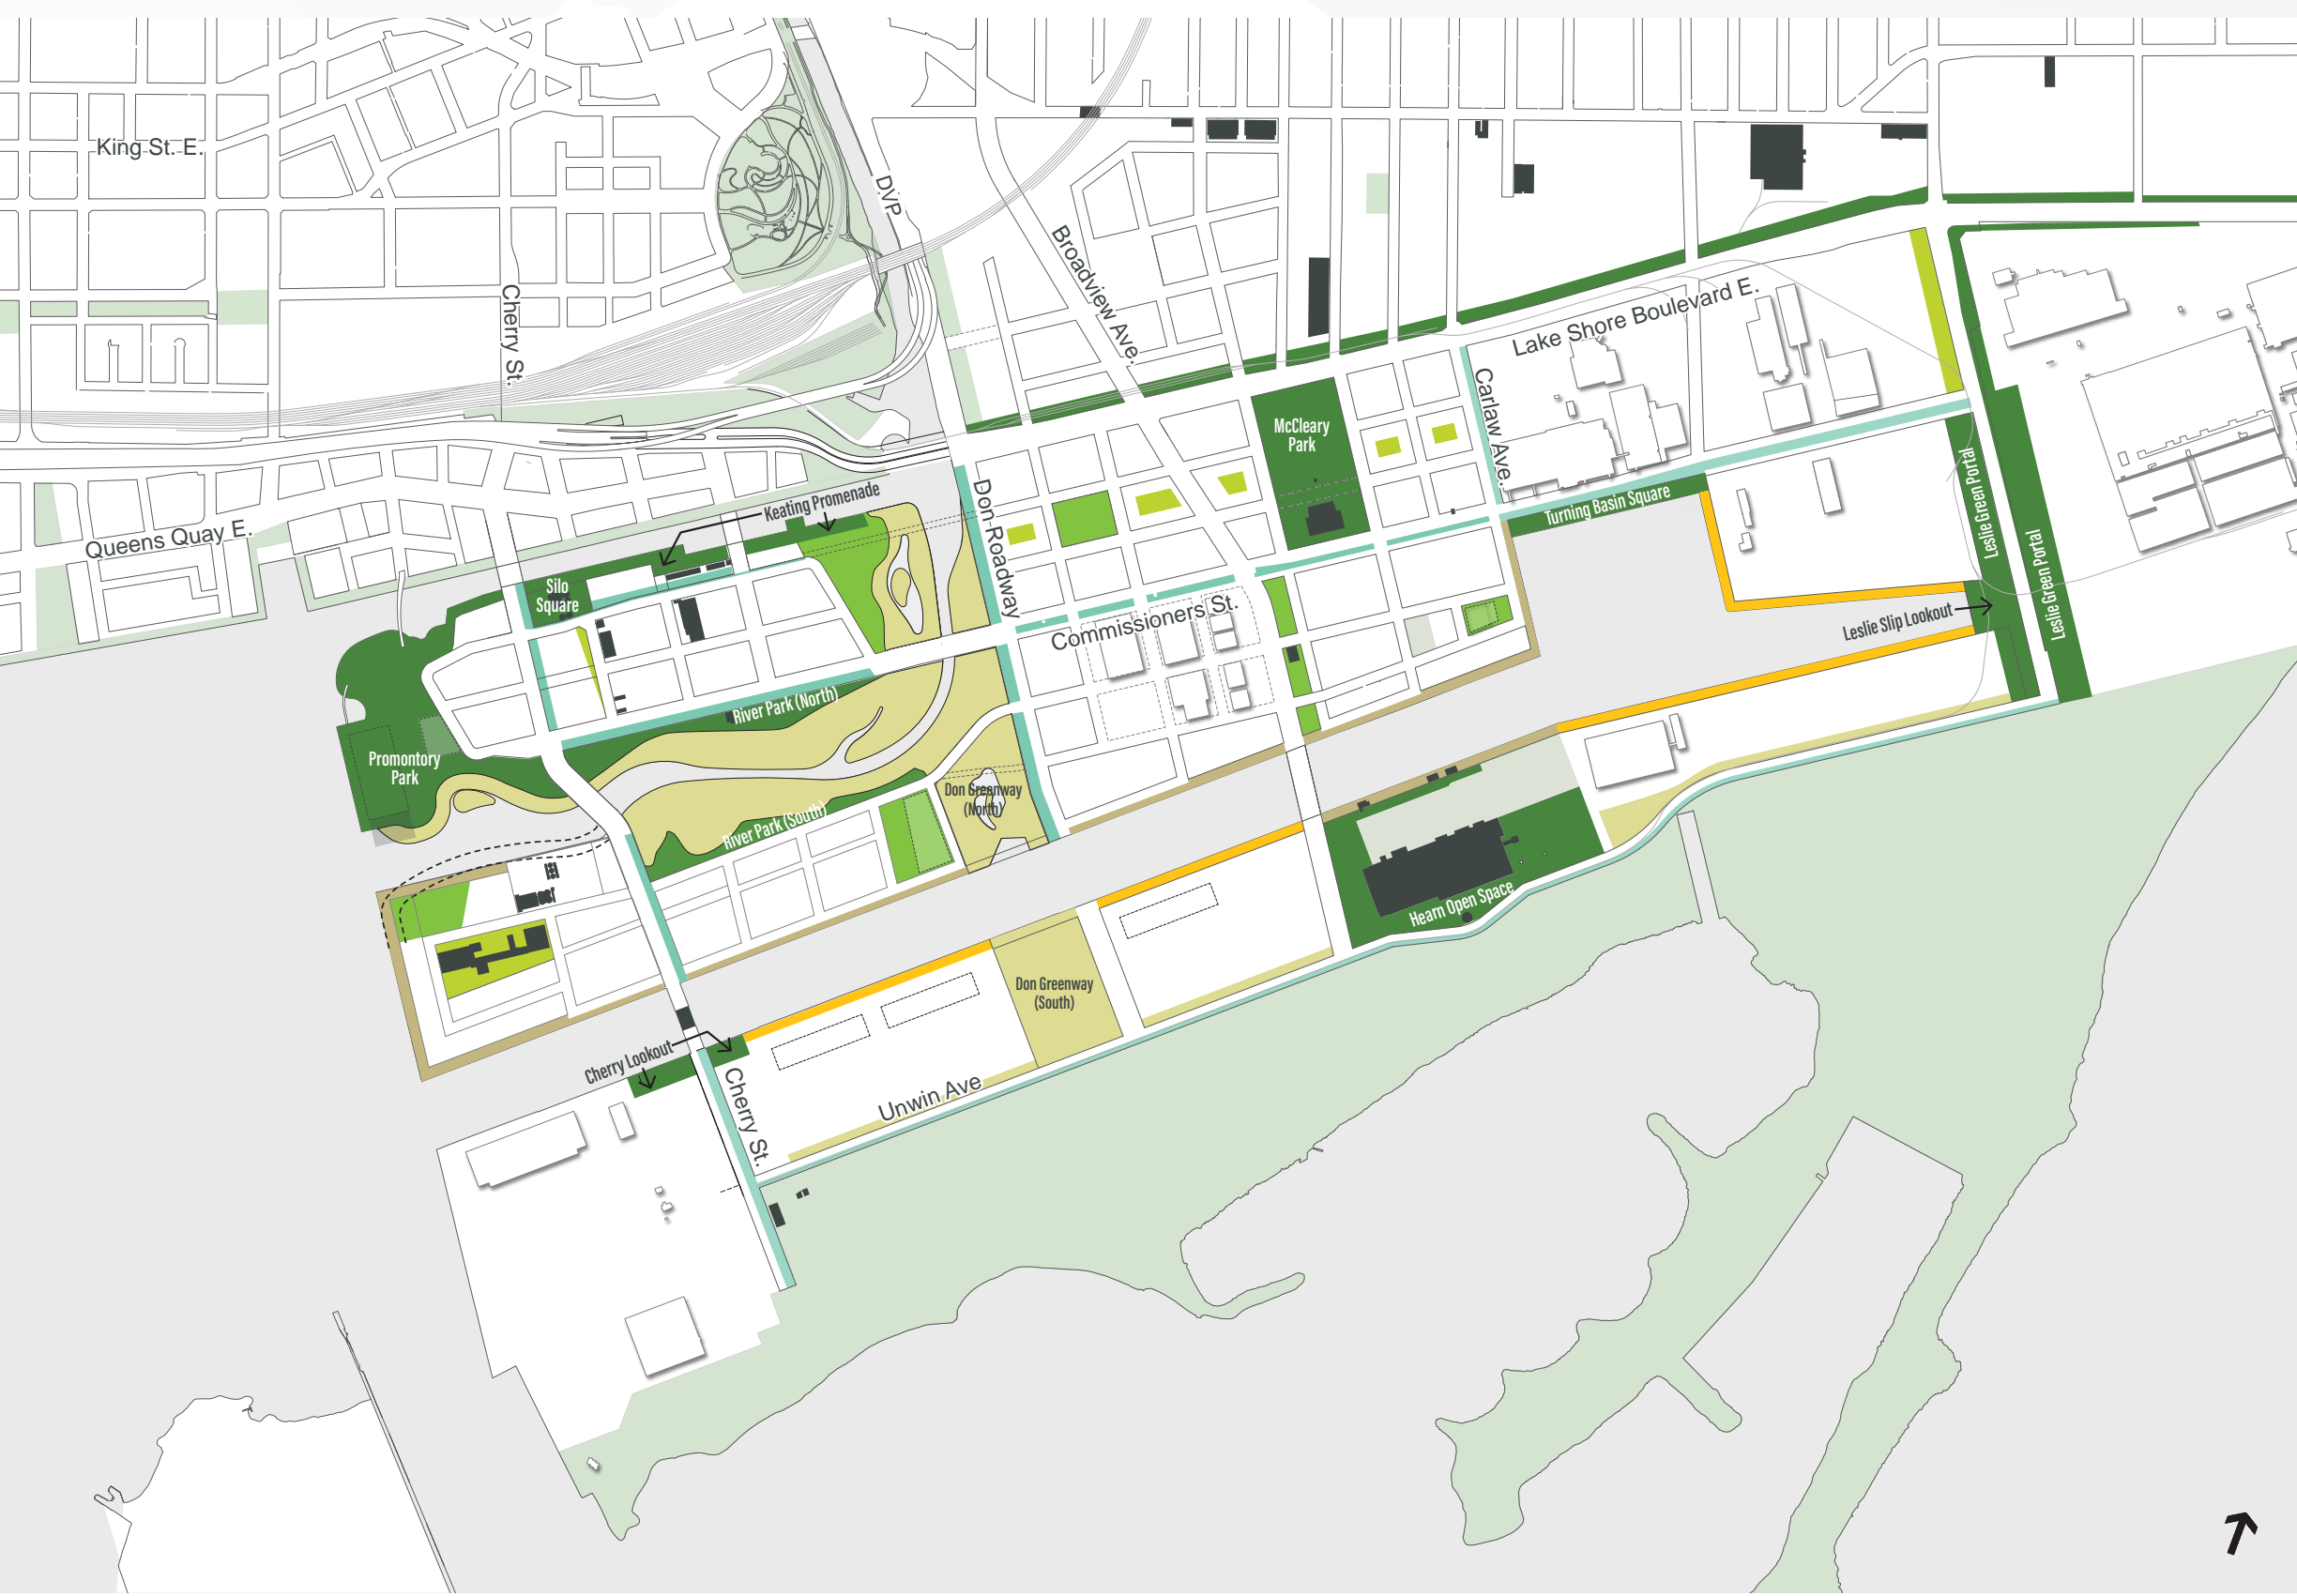 King St. E.
DVP
Broadview Ave.
Cherry St.
Lake Shore Boulevard E.
Carlaw Ave.
McCleary
Park
Keating Promenade
Don Roadway
Queens Quay E.
Turning Basin Square
Leslie Green Portal
Leslie Green Portal
Silo
Square
Commissioners St.
Leslie Slip Lookout
River Park (North)
Promontory
Park
Don Greenway
(North)
River Park (South)
Hearn Open Space
Don Greenway
(South)
Cherry Lookout
Cherry St.
Unwin Ave